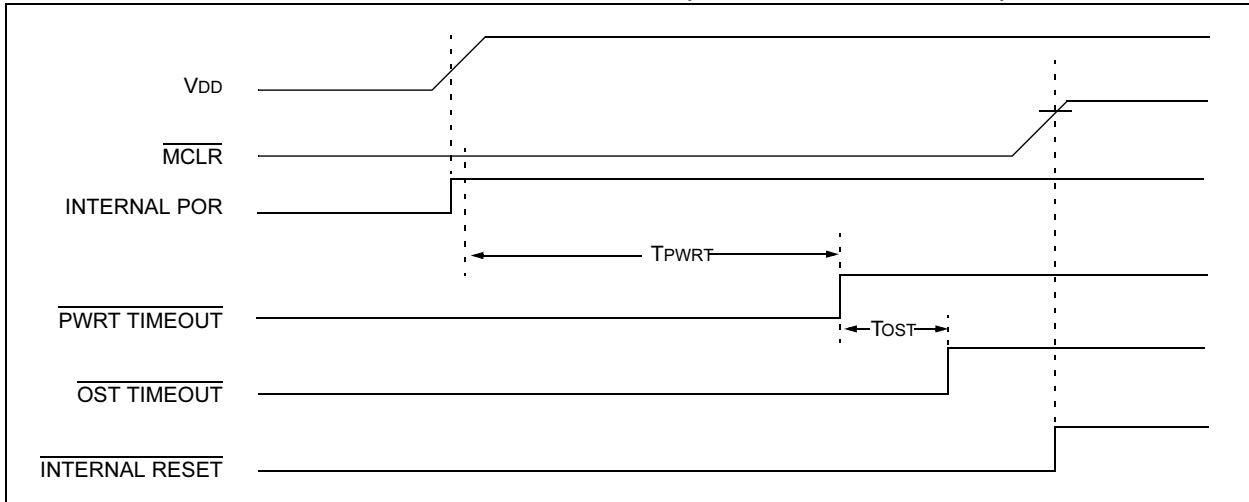 VDD
MCLR
INTERNAL POR
TPWRT
PWRT TIMEOUT
TOST
OST TIMEOUT
INTERNAL RESET